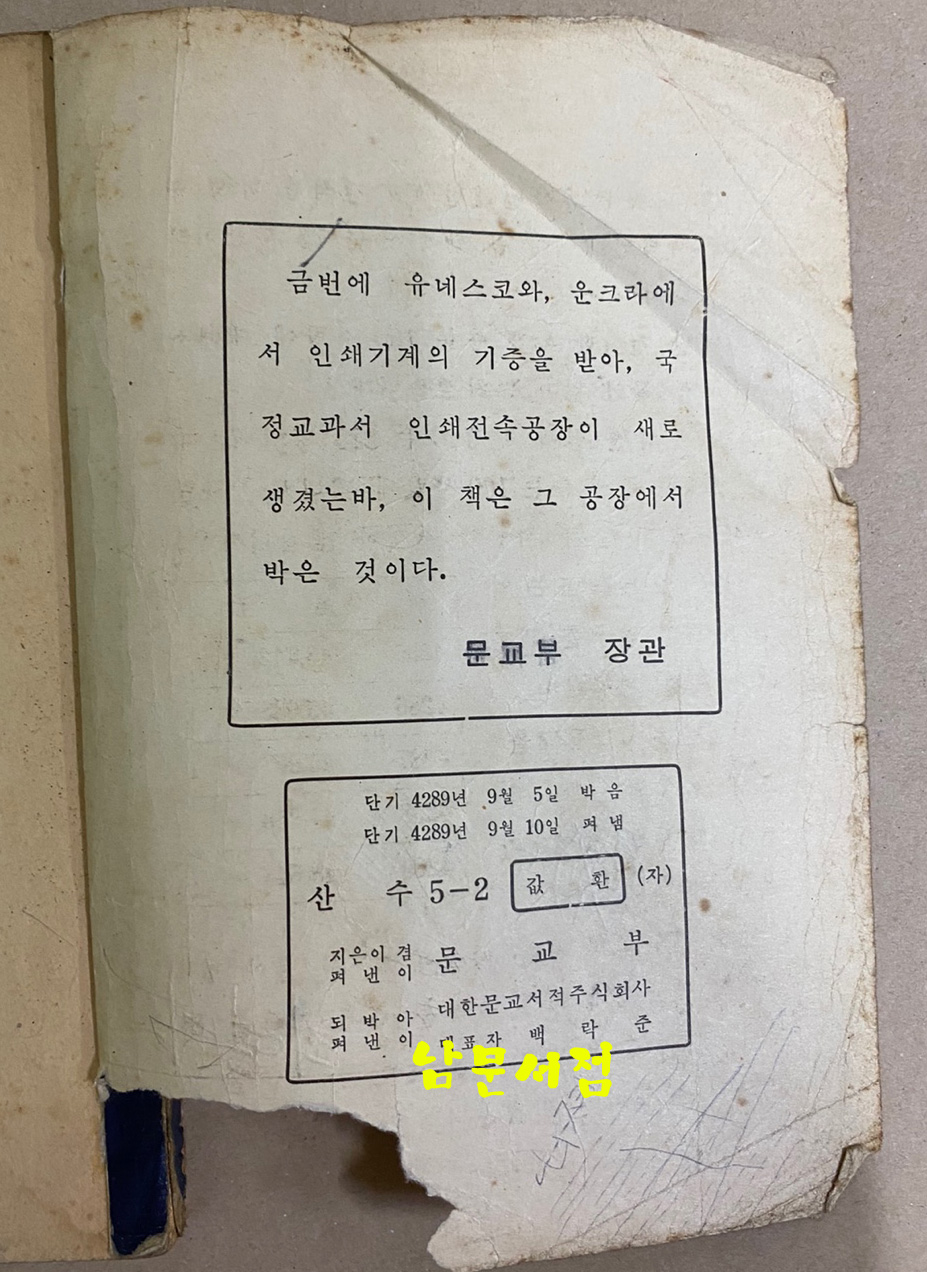 금번에 유네스코와, 운크라에
서 인쇄기계의 기증을 받아, 국
정교과서 인쇄전속공장이 새로
생겼는바, 이 책은 그 공장에서
박은 것이다.
문교부 장관
단기 4289년 9월 5일 박음
단기 4289년 9월 10일 펴냄
산 수 5-2 값 환 (자)
지은이 겸
펴 낸 이
문 교 부
되 박 아
펴 낸 이
대한문교서적주식회사
대표자 백 락 준
남문서점